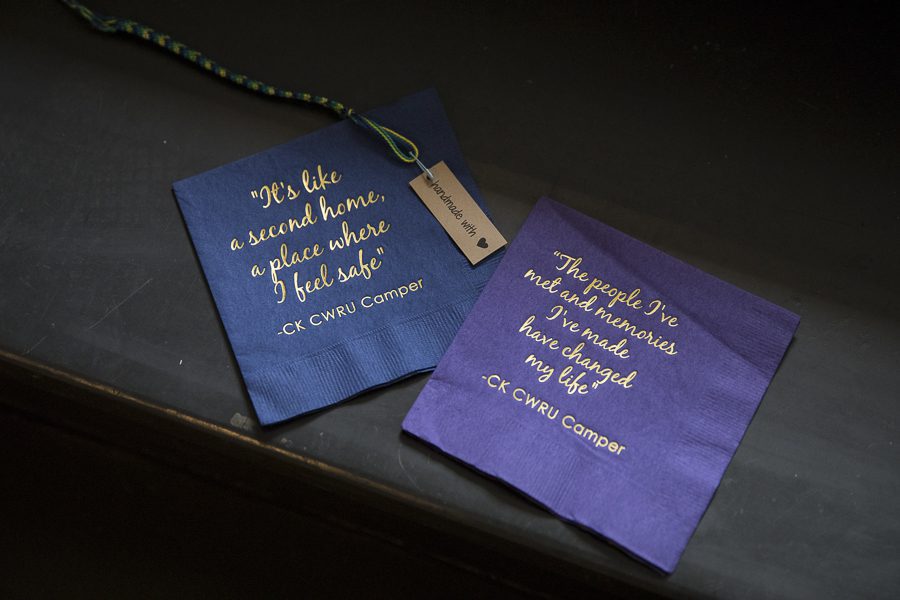 "It's like
a second home,
a place where
I feel safe"
-CK CWRU Camper
handmade with ♥
"The people I've
met and memories
I've made
have changed
my life"
-CK CWRU Camper